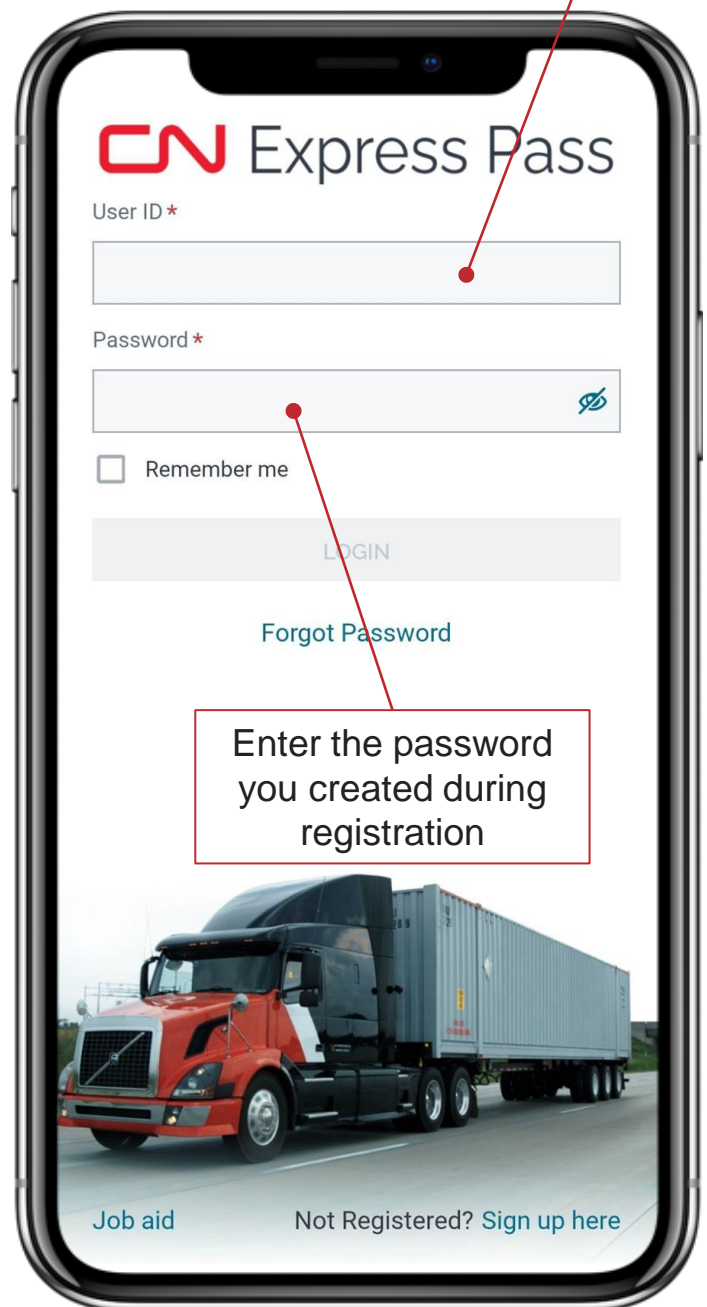 CN Express Pass
User ID *
Password *
Remember me
LOGIN
Forgot Password
Enter the password
you created during
registration
Job aid
Not Registered? Sign up here